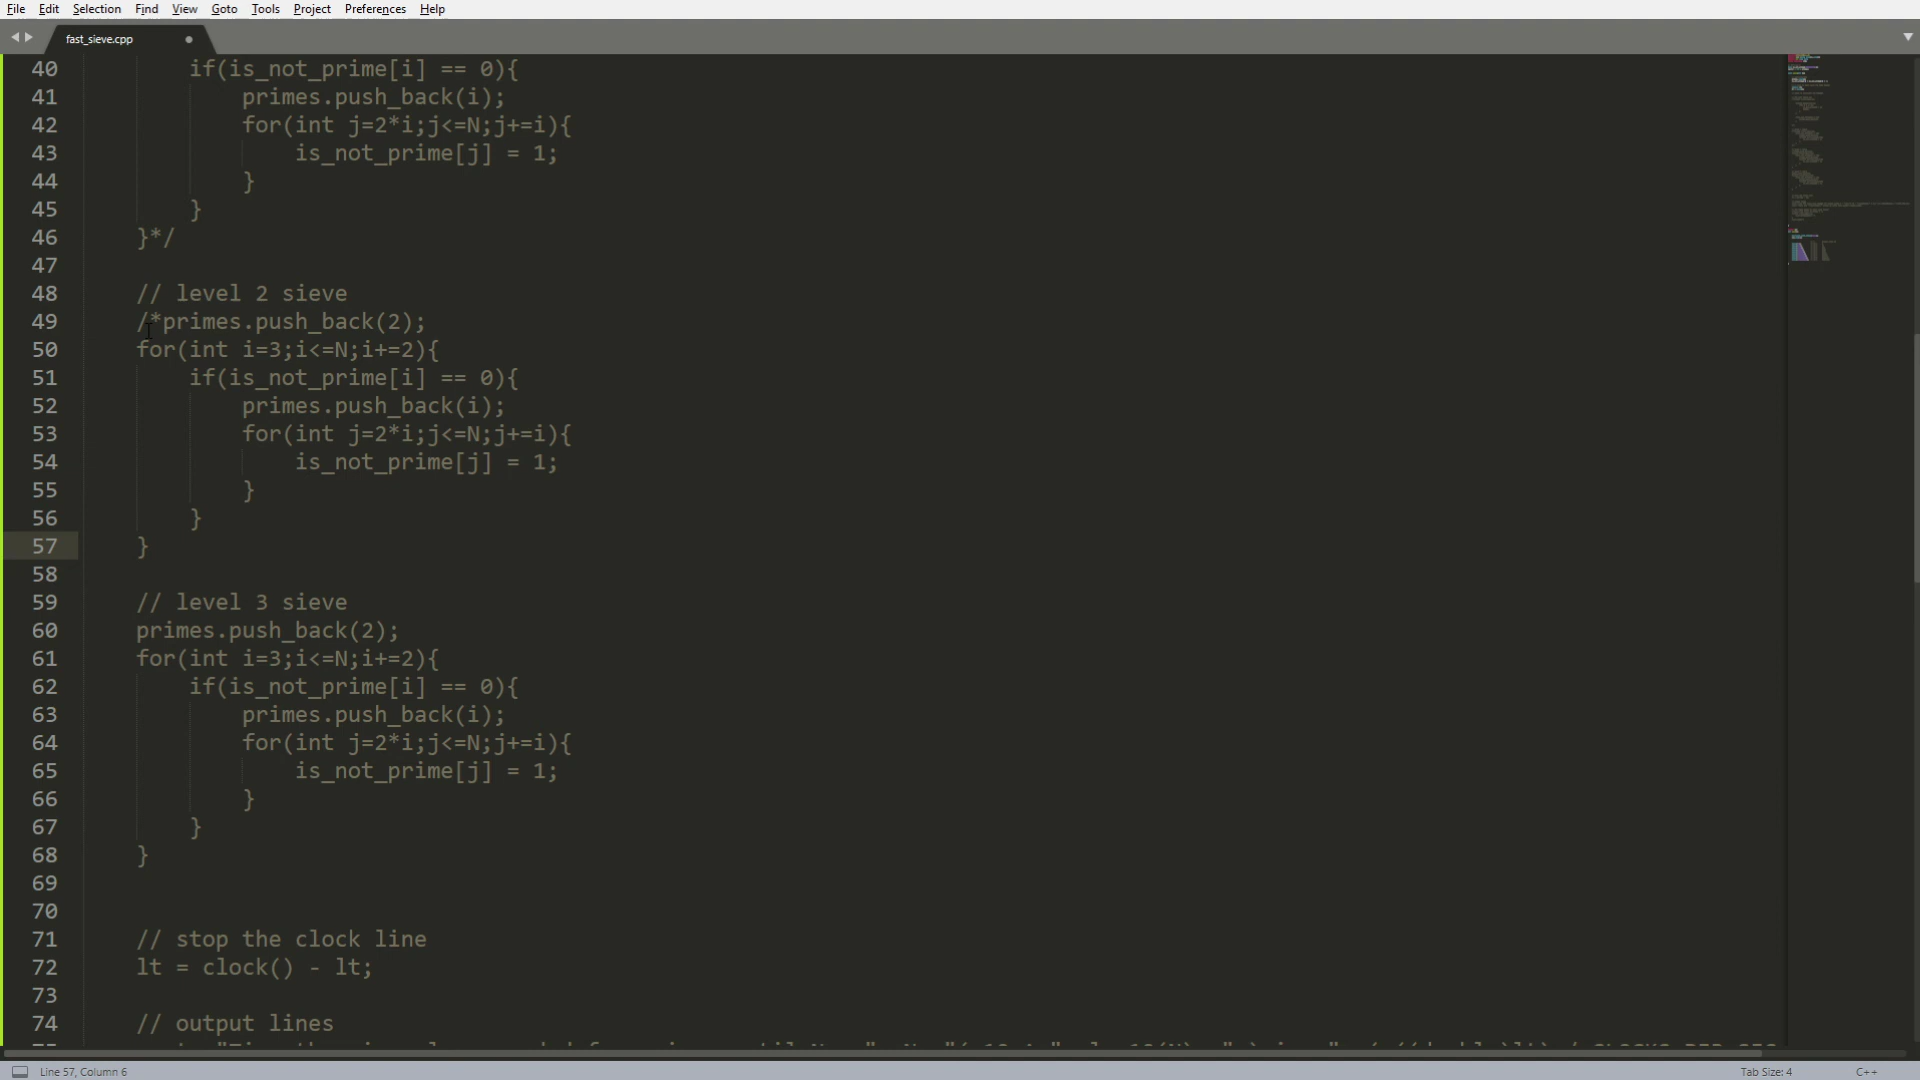 File Edit Selection Find View Goto Tools Project Preferences Help
fast_sieve.cpp
40 if(is_not_prime[i] == 0){
41 primes.push_back(i);
42 for(int j=2*i;j<=N;j+=i){
43 is_not_prime[j] = 1;
44 }
45 }
46 }*/
47
48 // level 2 sieve
49 /*primes.push_back(2);
50 for(int i=3;i<=N;i+=2){
51 if(is_not_prime[i] == 0){
52 primes.push_back(i);
53 for(int j=2*i;j<=N;j+=i){
54 is_not_prime[j] = 1;
55 }
56 }
57 }
58
59 // level 3 sieve
60 primes.push_back(2);
61 for(int i=3;i<=N;i+=2){
62 if(is_not_prime[i] == 0){
63 primes.push_back(i);
64 for(int j=2*i;j<=N;j+=i){
65 is_not_prime[j] = 1;
66 }
67 }
68 }
69
70
71 // stop the clock line
72 lt = clock() - lt;
73
74 // output lines
Line 57, Column 6 Tab Size: 4 C++